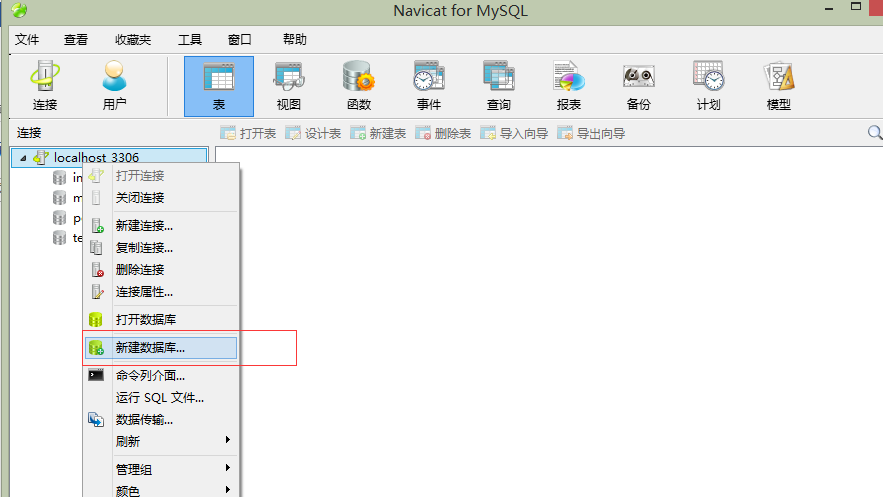 Navicat for MySQL
文件 查看 收藏夹 工具 窗口 帮助
连接 用户 表 视图 函数 事件 查询 报表 备份 计划 模型
连接 打开表 设计表 新建表 删除表 导入向导 导出向导
localhost_3306
打开连接
关闭连接
新建连接...
复制连接...
删除连接
连接属性...
打开数据库
新建数据库...
命令列介面...
运行 SQL 文件...
数据传输...
刷新
管理组
颜色